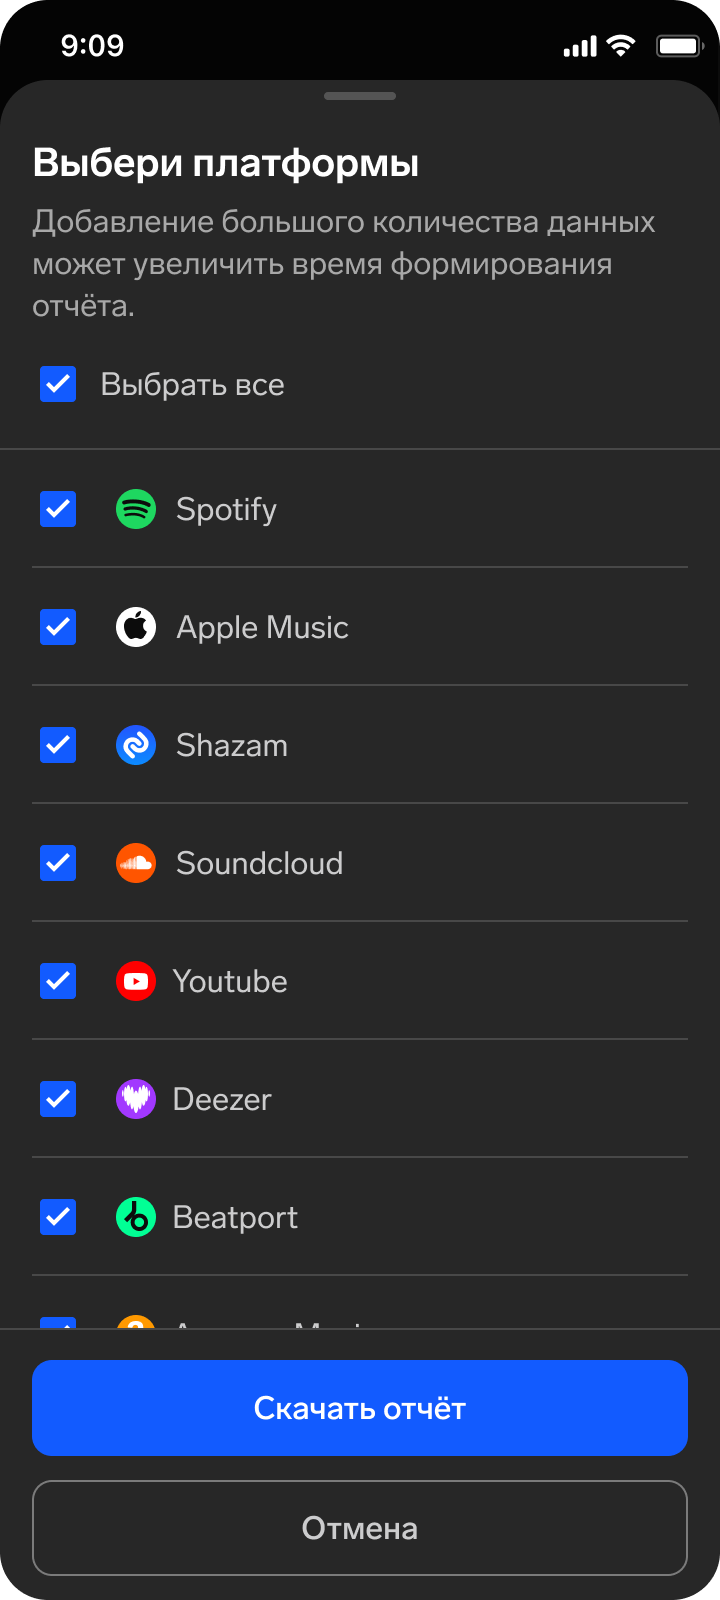 9:09
Выбери платформы
Добавление большого количества данных
может увеличить время формирования
отчёта.
Выбрать все
Spotify
Apple Music
Shazam
Soundcloud
Youtube
Deezer
Beatport
Скачать отчёт
Отмена